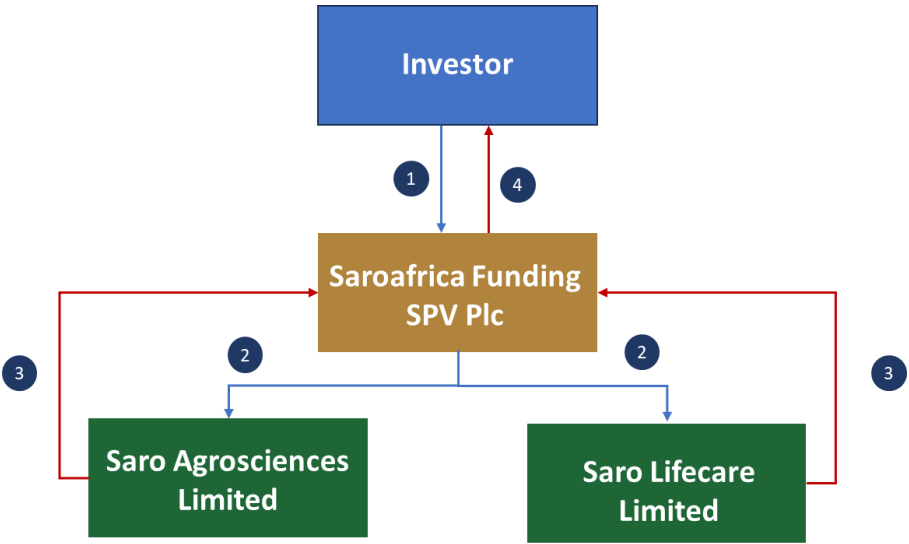 Investor
1
4
Saroafrica Funding
SPV Plc
2
2
3
3
Saro Agrosciences
Limited
Saro Lifecare
Limited